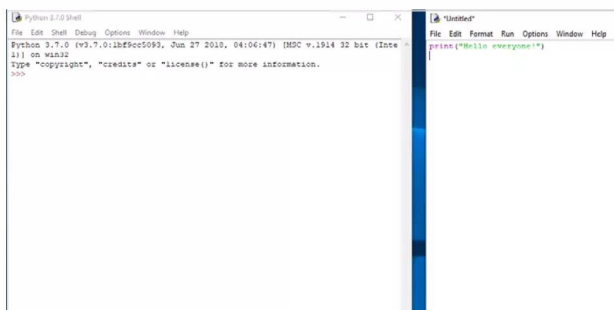 Python 3.7.0 Shell
File Edit Shell Debug Options Window Help
Python 3.7.0 (v3.7.0:1bf9cc5093, Jun 27 2018, 04:06:47) [MSC v.1914 32 bit (Inte
l)] on win32
Type "copyright", "credits" or "license()" for more information.
>>>
*Untitled*
File Edit Format Run Options Window Help
print("Hello everyone!")